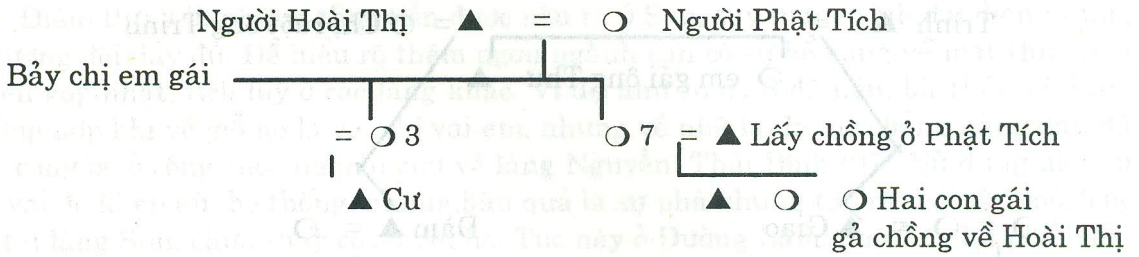 Người Hoài Thị ▲ = ❍ Người Phật Tích
Bảy chị em gái
= ❍ 3 ❍ 7 = ▲ Lấy chồng ở Phật Tích
▲ Cư ▲ ❍ ❍ Hai con gái
gả chồng về Hoài Thị